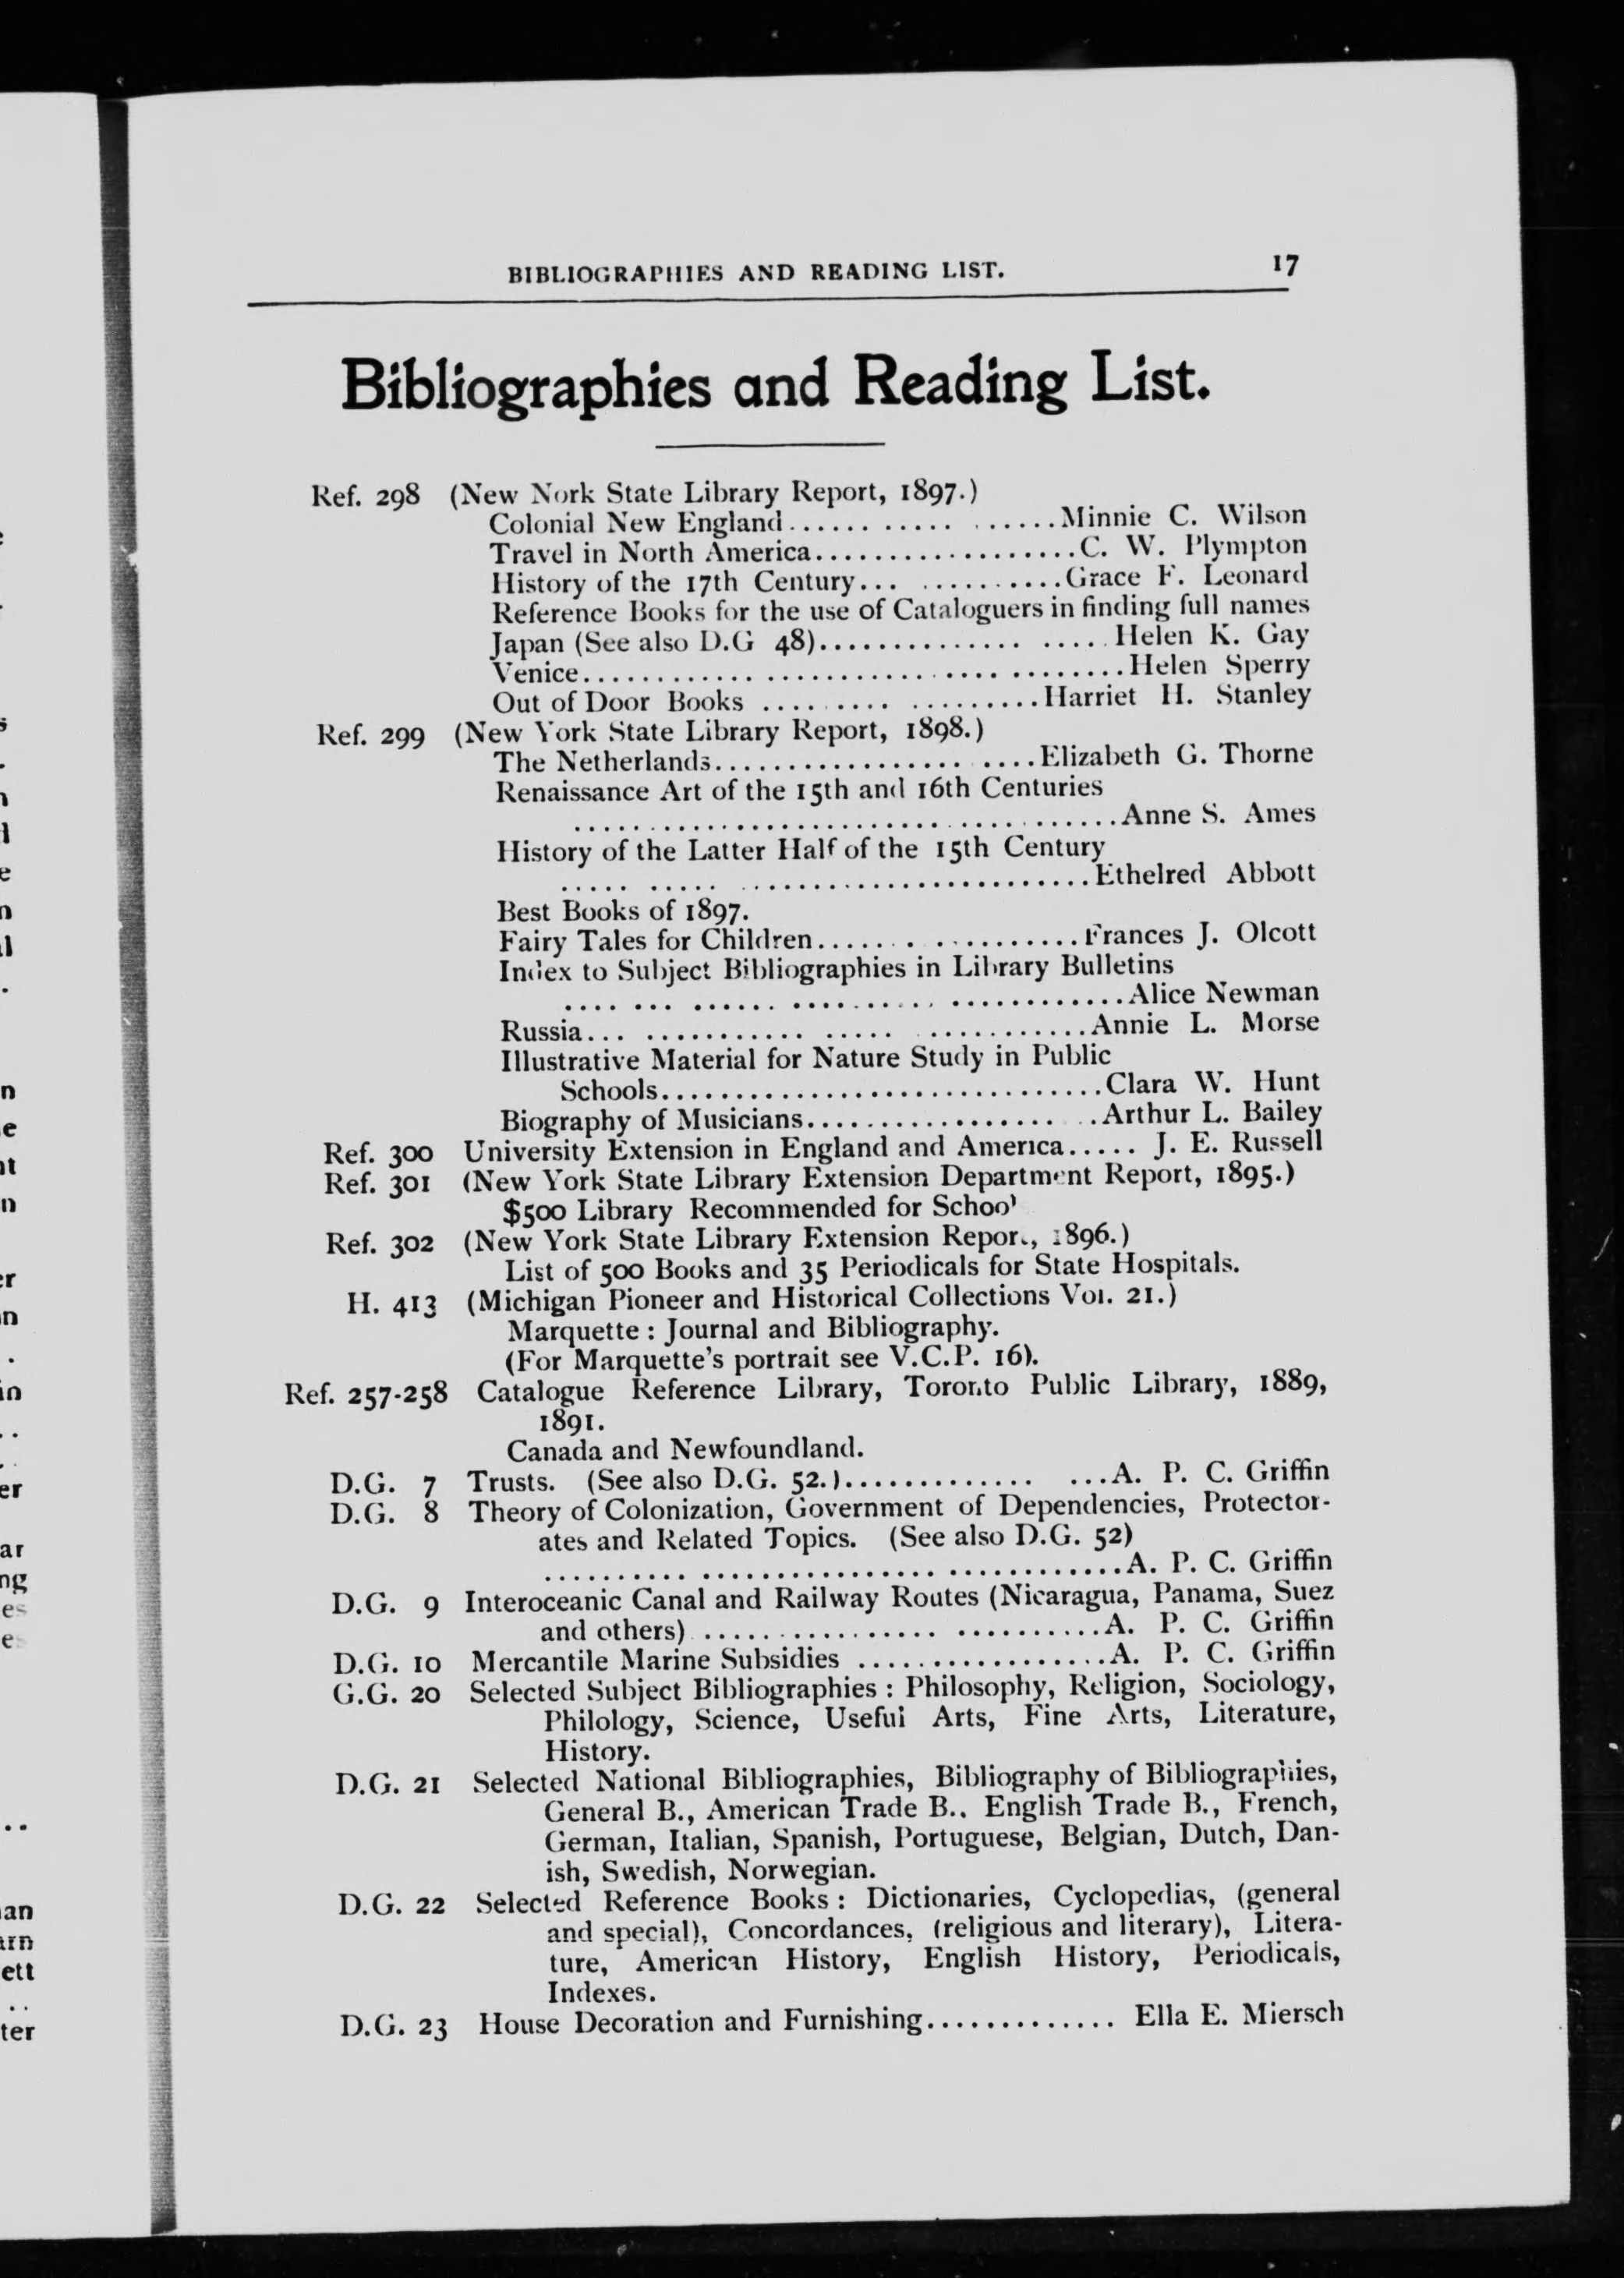 BIBLIOGRAPHIES AND READING LIST. 17
Bibliographies and Reading List.
Ref. 298 (New Nork State Library Report, 1897.)
Colonial New England.................Minnie C. Wilson
Travel in North America..................C. W. Plympton
History of the 17th Century.............Grace F. Leonard
Reference Books for the use of Cataloguers in finding full names
Japan (See also D.G 48)...................Helen K. Gay
Venice....................................Helen Sperry
Out of Door Books ..................Harriet H. Stanley
Ref. 299 (New York State Library Report, 1898.)
The Netherlands.....................Elizabeth G. Thorne
Renaissance Art of the 15th and 16th Centuries
....................................Anne S. Ames
History of the Latter Half of the 15th Century
..................................Ethelred Abbott
Best Books of 1897.
Fairy Tales for Children.................Frances J. Olcott
Index to Subject Bibliographies in Library Bulletins
....................................Alice Newman
Russia..............................Annie L. Morse
Illustrative Material for Nature Study in Public
Schools..............................Clara W. Hunt
Biography of Musicians...................Arthur L. Bailey
Ref. 300 University Extension in England and America..... J. E. Russell
Ref. 301 (New York State Library Extension Department Report, 1895.)
$500 Library Recommended for School
Ref. 302 (New York State Library Extension Report, 1896.)
List of 500 Books and 35 Periodicals for State Hospitals.
H. 413 (Michigan Pioneer and Historical Collections Vol. 21.)
Marquette : Journal and Bibliography.
(For Marquette's portrait see V.C.P. 16).
Ref. 257-258 Catalogue Reference Library, Toronto Public Library, 1889,
1891.
Canada and Newfoundland.
D.G. 7 Trusts. (See also D.G. 52.)................A. P. C. Griffin
D.G. 8 Theory of Colonization, Government of Dependencies, Protector-
ates and Related Topics. (See also D.G. 52)
.......................................A. P. C. Griffin
D.G. 9 Interoceanic Canal and Railway Routes (Nicaragua, Panama, Suez
and others) ..........................A. P. C. Griffin
D.G. 10 Mercantile Marine Subsidies .................A. P. C. Griffin
G.G. 20 Selected Subject Bibliographies : Philosophy, Religion, Sociology,
Philology, Science, Useful Arts, Fine Arts, Literature,
History.
D.G. 21 Selected National Bibliographies, Bibliography of Bibliographies,
General B., American Trade B., English Trade B., French,
German, Italian, Spanish, Portuguese, Belgian, Dutch, Dan-
ish, Swedish, Norwegian.
D.G. 22 Selected Reference Books : Dictionaries, Cyclopedias, (general
and special), Concordances, (religious and literary), Litera-
ture, American History, English History, Periodicals,
Indexes.
D.G. 23 House Decoration and Furnishing............. Ella E. Miersch